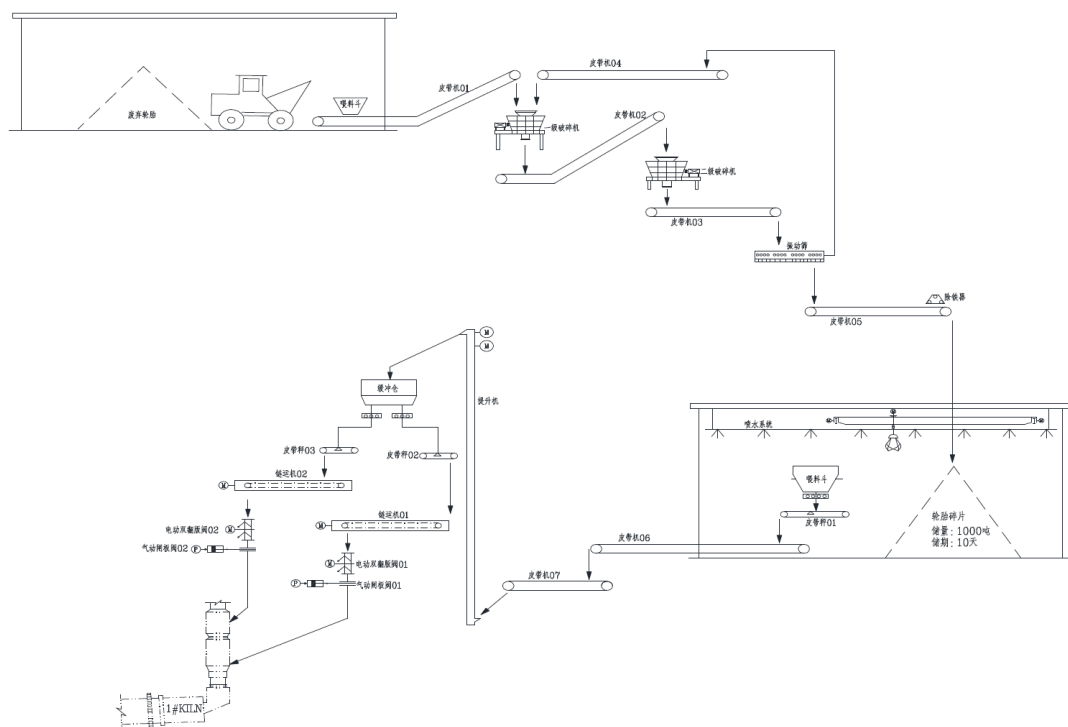 皮带机01
皮带机04
废弃轮胎
喂料斗
一级破碎机
皮带机02
二级破碎机
皮带机03
振动筛
除铁器
皮带机05
M
M
缓冲仓
提升机
喷水系统
皮带秤03
皮带秤02
链运机02
M
喂料斗
皮带秤01
链运机01
M
轮胎碎片
储量：1000吨
储期：10天
电动双翻版阀02
M
气动闸板阀02
P
皮带机06
电动双翻版阀01
M
气动闸板阀01
P
皮带机07
1#KILN